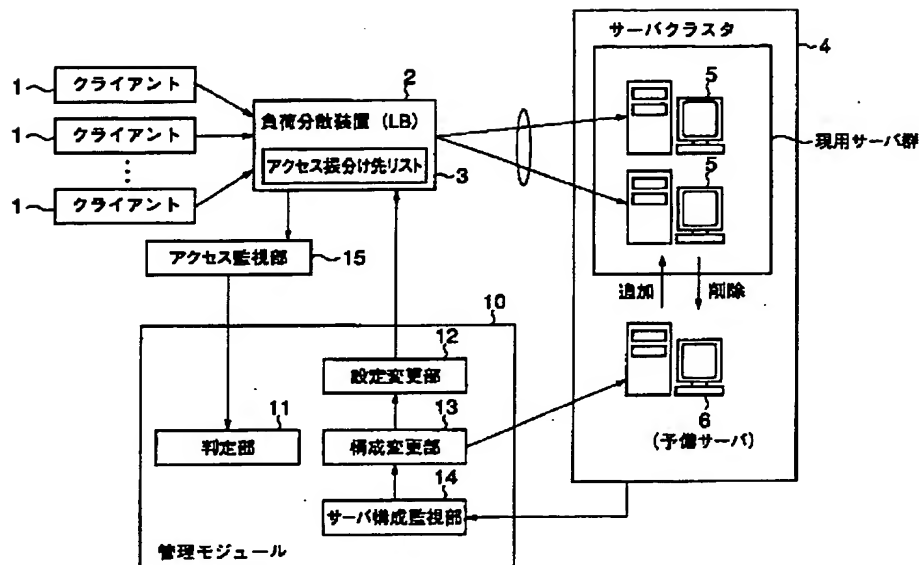 サーバクラスタ
4
1
クライアント
1
クライアント
1
クライアント
2
負荷分散装置 (LB)
アクセス振分け先リスト
3
5
5
現用サーバ群
アクセス監視部
15
追加
削除
10
12
設定変更部
11
判定部
13
構成変更部
6
(予備サーバ)
14
サーバ構成監視部
管理モジュール